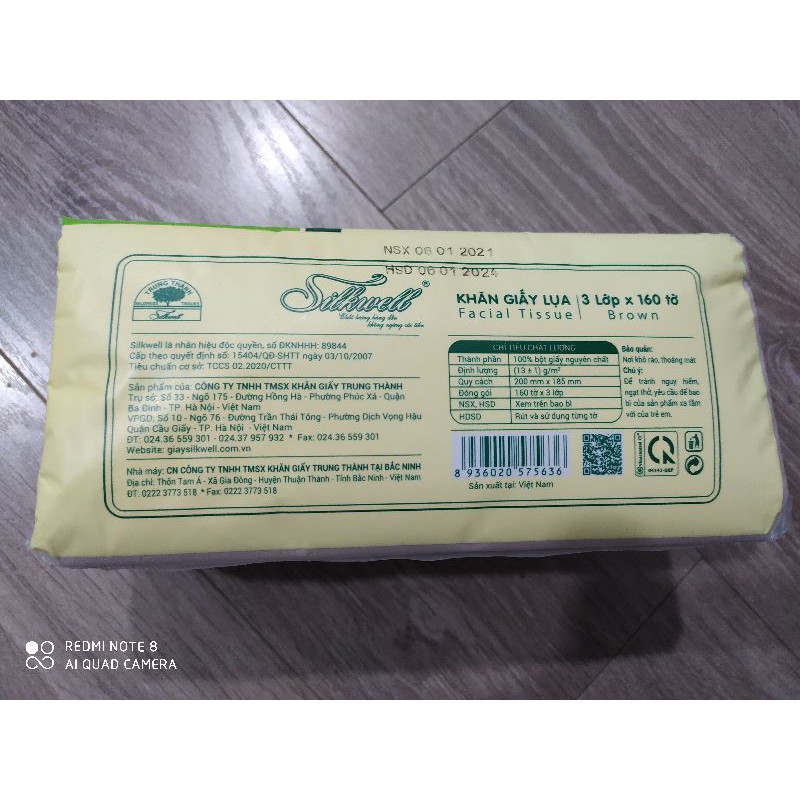 NSX 06 01 2021
HSD 06 01 2024
TRUNG THÀNH
Silkwell
Silkwell®
Chất lượng hàng đầu
không ngừng cải tiến
KHĂN GIẤY LỤA 3 Lớp x 160 tờ
Facial Tissue Brown
Silkwell là nhãn hiệu độc quyền, số ĐKNHHH: 89844
Cấp theo quyết định số: 15404/QĐ-SHTT ngày 03/10/2007
Tiêu chuẩn cơ sở: TCCS 02.2020/CTTT
Sản phẩm của: CÔNG TY TNHH TMSX KHĂN GIẤY TRUNG THÀNH
Trụ sở: Số 33 - Ngõ 175 - Đường Hồng Hà - Phường Phúc Xá - Quận
Ba Đình - TP. Hà Nội - Việt Nam
VPGD: Số 10 - Ngõ 76 - Đường Trần Thái Tông - Phường Dịch Vọng Hậu
Quận Cầu Giấy - TP. Hà Nội - Việt Nam
ĐT: 024.36 559 301 - 024.37 957 932 * Fax: 024.36 559 301
Website: giaysilkwell.com.vn
Nhà máy: CN CÔNG TY TNHH TMSX KHĂN GIẤY TRUNG THÀNH TẠI BẮC NINH
Địa chỉ: Thôn Tam Á - Xã Gia Đông - Huyện Thuận Thành - Tỉnh Bắc Ninh - Việt Nam
ĐT: 0222 3773 518 * Fax: 0222 3773 518
CHỈ TIÊU CHẤT LƯỢNG
Thành phần 100% bột giấy nguyên chất
Định lượng (13 ± 1) g/m²
Quy cách 200 mm x 185 mm
Đóng gói 160 tờ x 3 lớp
NSX, HSD Xem trên bao bì
HDSD Rút và sử dụng từng tờ
Bảo quản:
Nơi khô ráo, thoáng mát
Chú ý:
Để tránh nguy hiểm,
ngạt thở, yêu cầu để bao
bì của sản phẩm xa tầm
với của trẻ em.
8 936020 575636
Sản xuất tại: Việt Nam
REDMI NOTE 8
AI QUAD CAMERA